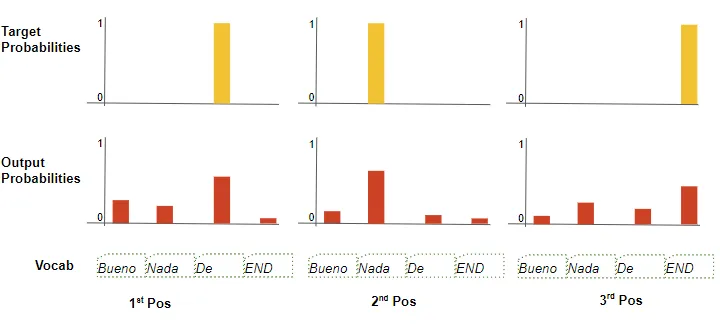 Target
Probabilities
1
0
1
0
1
0
Output
Probabilities
1
0
1
0
1
0
Vocab
Bueno Nada De END
Bueno Nada De END
Bueno Nada De END
1st Pos
2nd Pos
3rd Pos